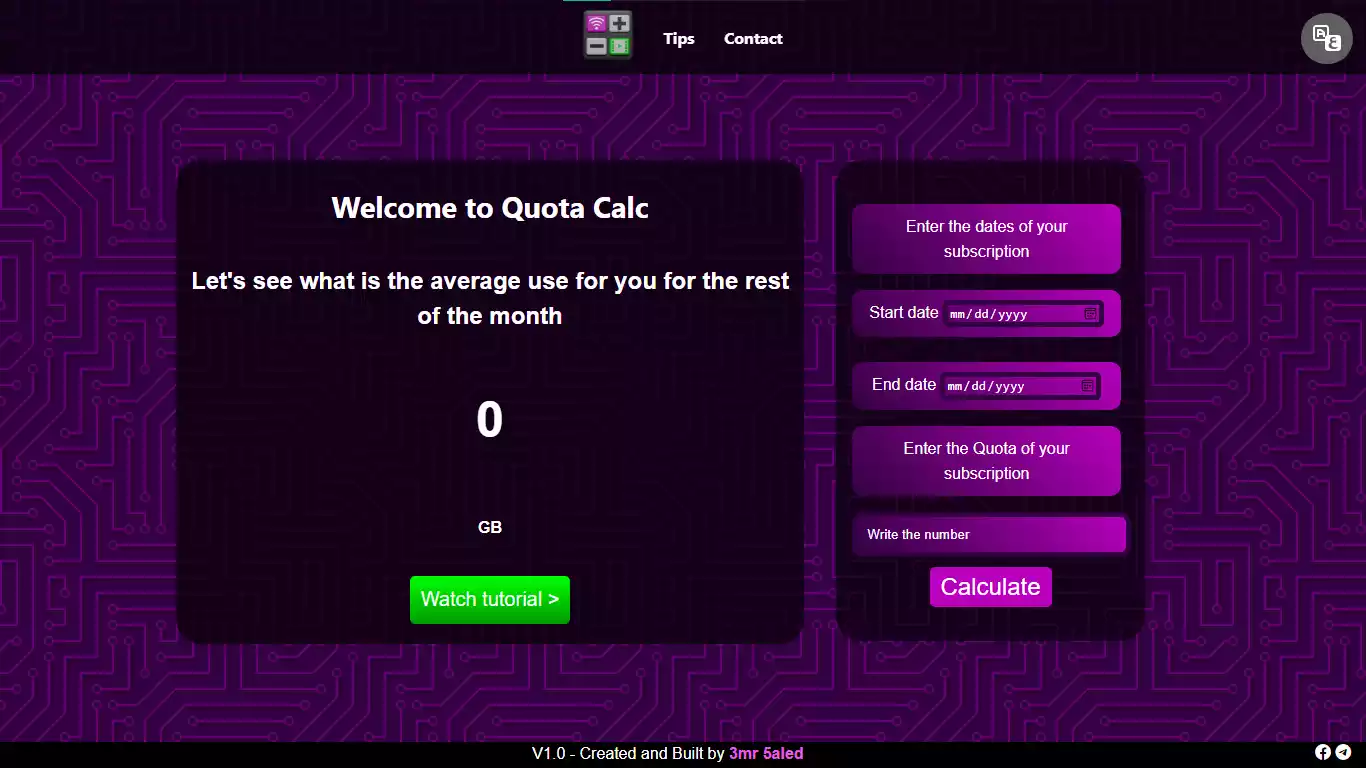 Tips
Contact
Welcome to Quota Calc
Let's see what is the average use for you for the rest
of the month
0
GB
Watch tutorial >
Enter the dates of your
subscription
Start date mm/dd/yyyy
End date mm/dd/yyyy
Enter the Quota of your
subscription
Write the number
Calculate
V1.0 - Created and Built by 3mr 5aled